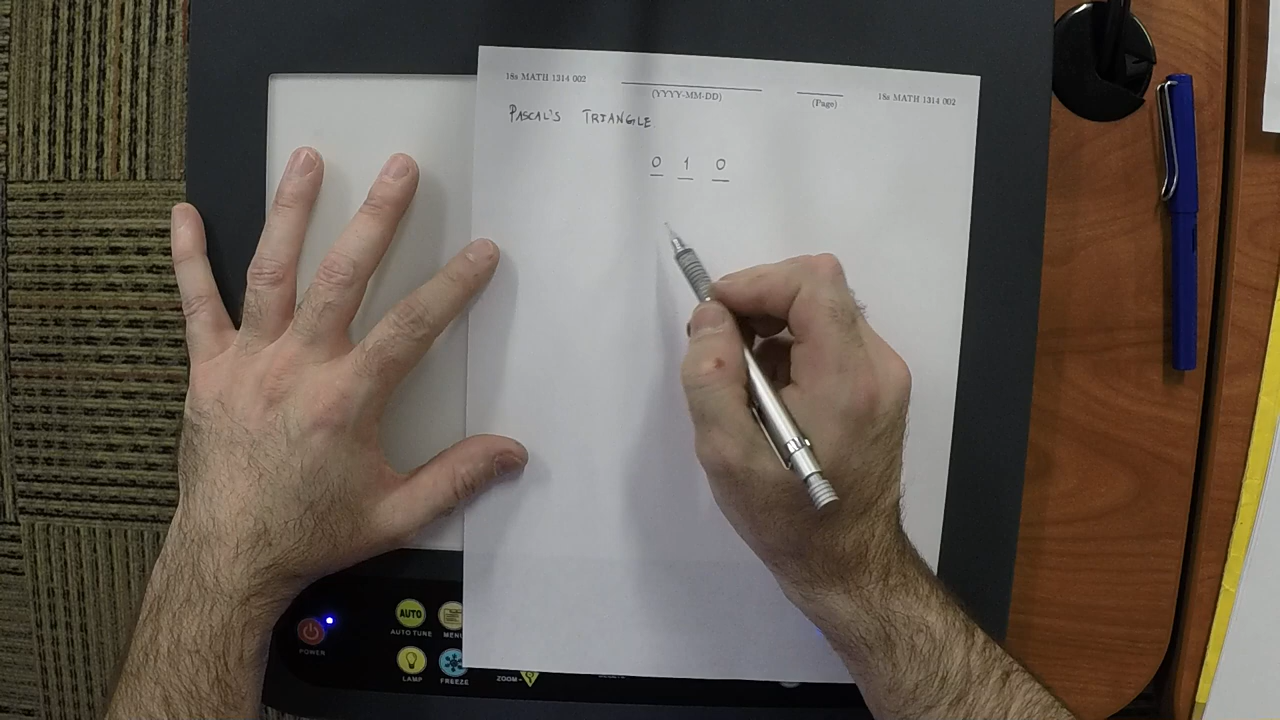 18s MATH 1314 002 18s MATH 1314 002
(YYYY-MM-DD) (Page)
PASCAL'S TRIANGLE
0 1 0
AUTO
AUTO TUNE MENU
POWER
LAMP FREEZE ZOOM-